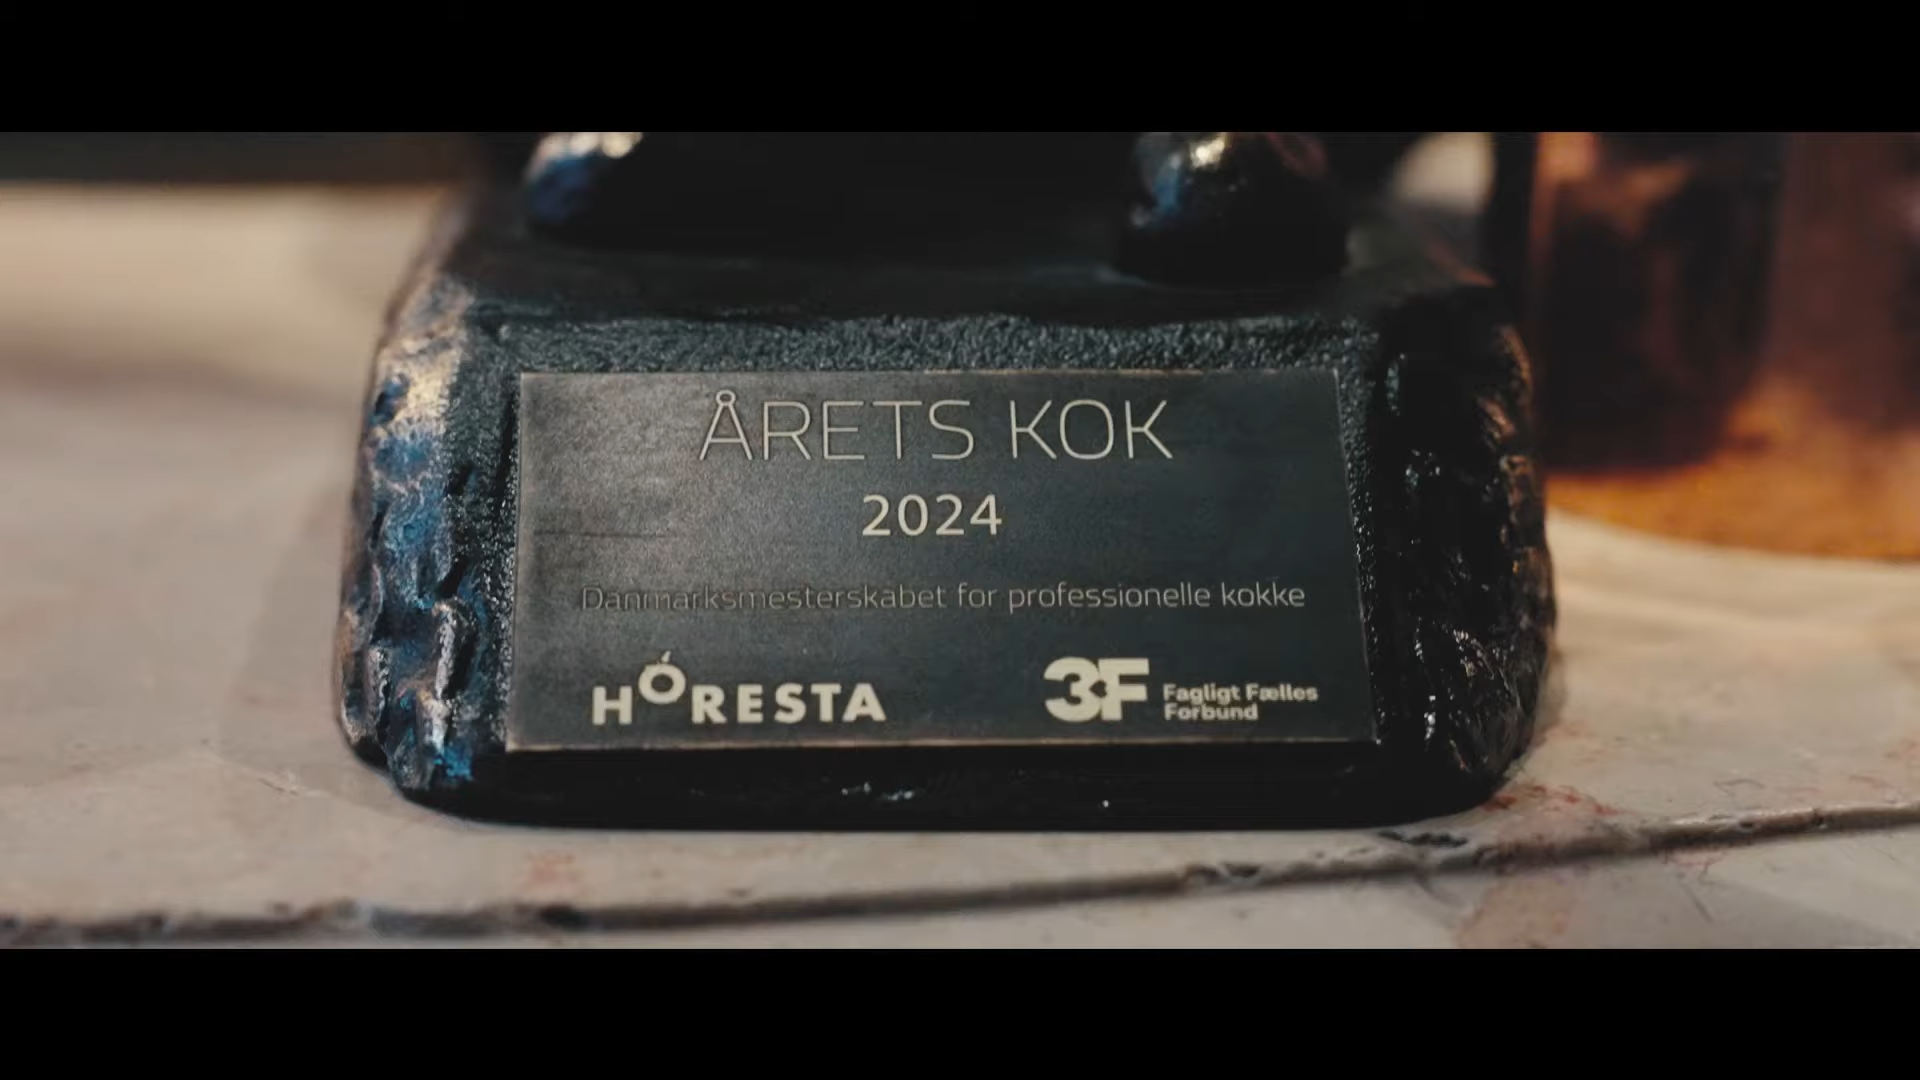 ÅRETS KOK
2024
Danmarksmesterskabet for professionelle kokke
HORESTA
3F Fagligt Fælles
Forbund